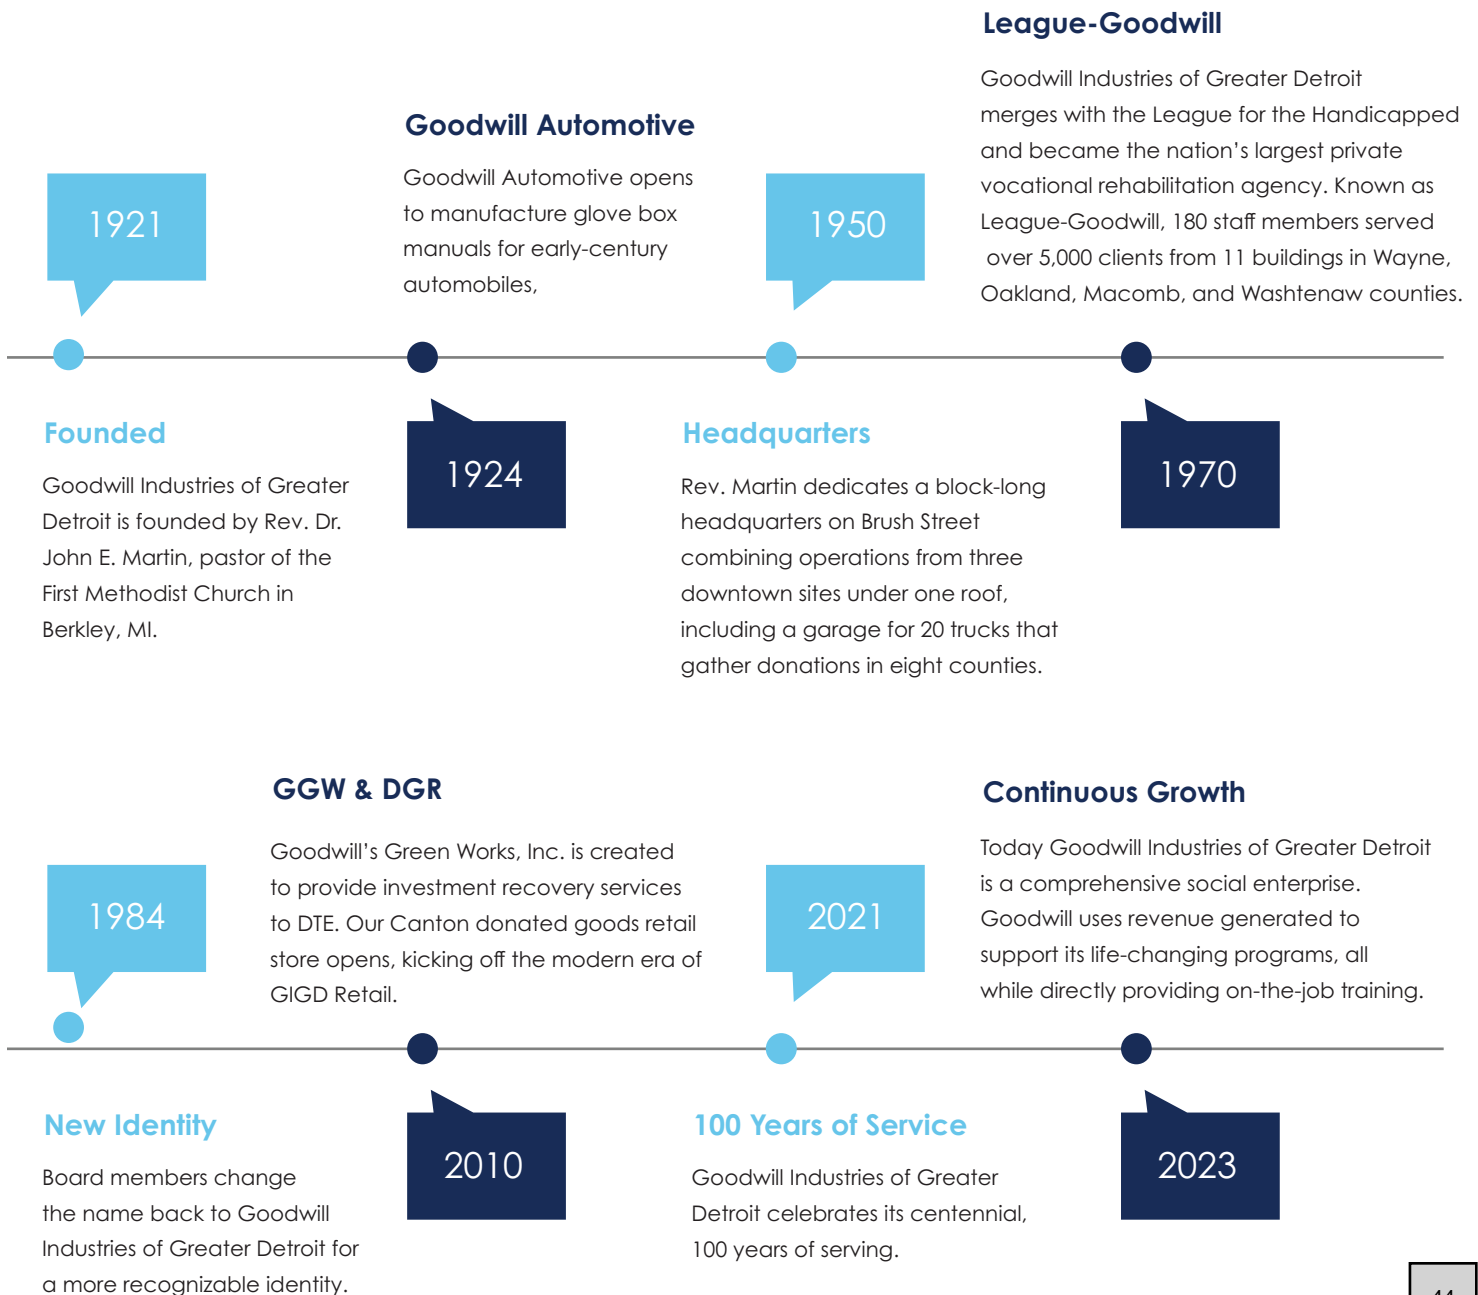 1921
Founded
Goodwill Industries of Greater
Detroit is founded by Rev. Dr.
John E. Martin, pastor of the
First Methodist Church in
Berkley, MI.
Goodwill Automotive
Goodwill Automotive opens
to manufacture glove box
manuals for early-century
automobiles,
1924
1950
Headquarters
Rev. Martin dedicates a block-long
headquarters on Brush Street
combining operations from three
downtown sites under one roof,
including a garage for 20 trucks that
gather donations in eight counties.
League-Goodwill
Goodwill Industries of Greater Detroit
merges with the League for the Handicapped
and became the nation's largest private
vocational rehabilitation agency. Known as
League-Goodwill, 180 staff members served
over 5,000 clients from 11 buildings in Wayne,
Oakland, Macomb, and Washtenaw counties.
1970
1984
New Identity
Board members change
the name back to Goodwill
Industries of Greater Detroit for
a more recognizable identity.
GGW & DGR
Goodwill's Green Works, Inc. is created
to provide investment recovery services
to DTE. Our Canton donated goods retail
store opens, kicking off the modern era of
GIGD Retail.
2010
2021
100 Years of Service
Goodwill Industries of Greater
Detroit celebrates its centennial,
100 years of serving.
Continuous Growth
Today Goodwill Industries of Greater Detroit
is a comprehensive social enterprise.
Goodwill uses revenue generated to
support its life-changing programs, all
while directly providing on-the-job training.
2023